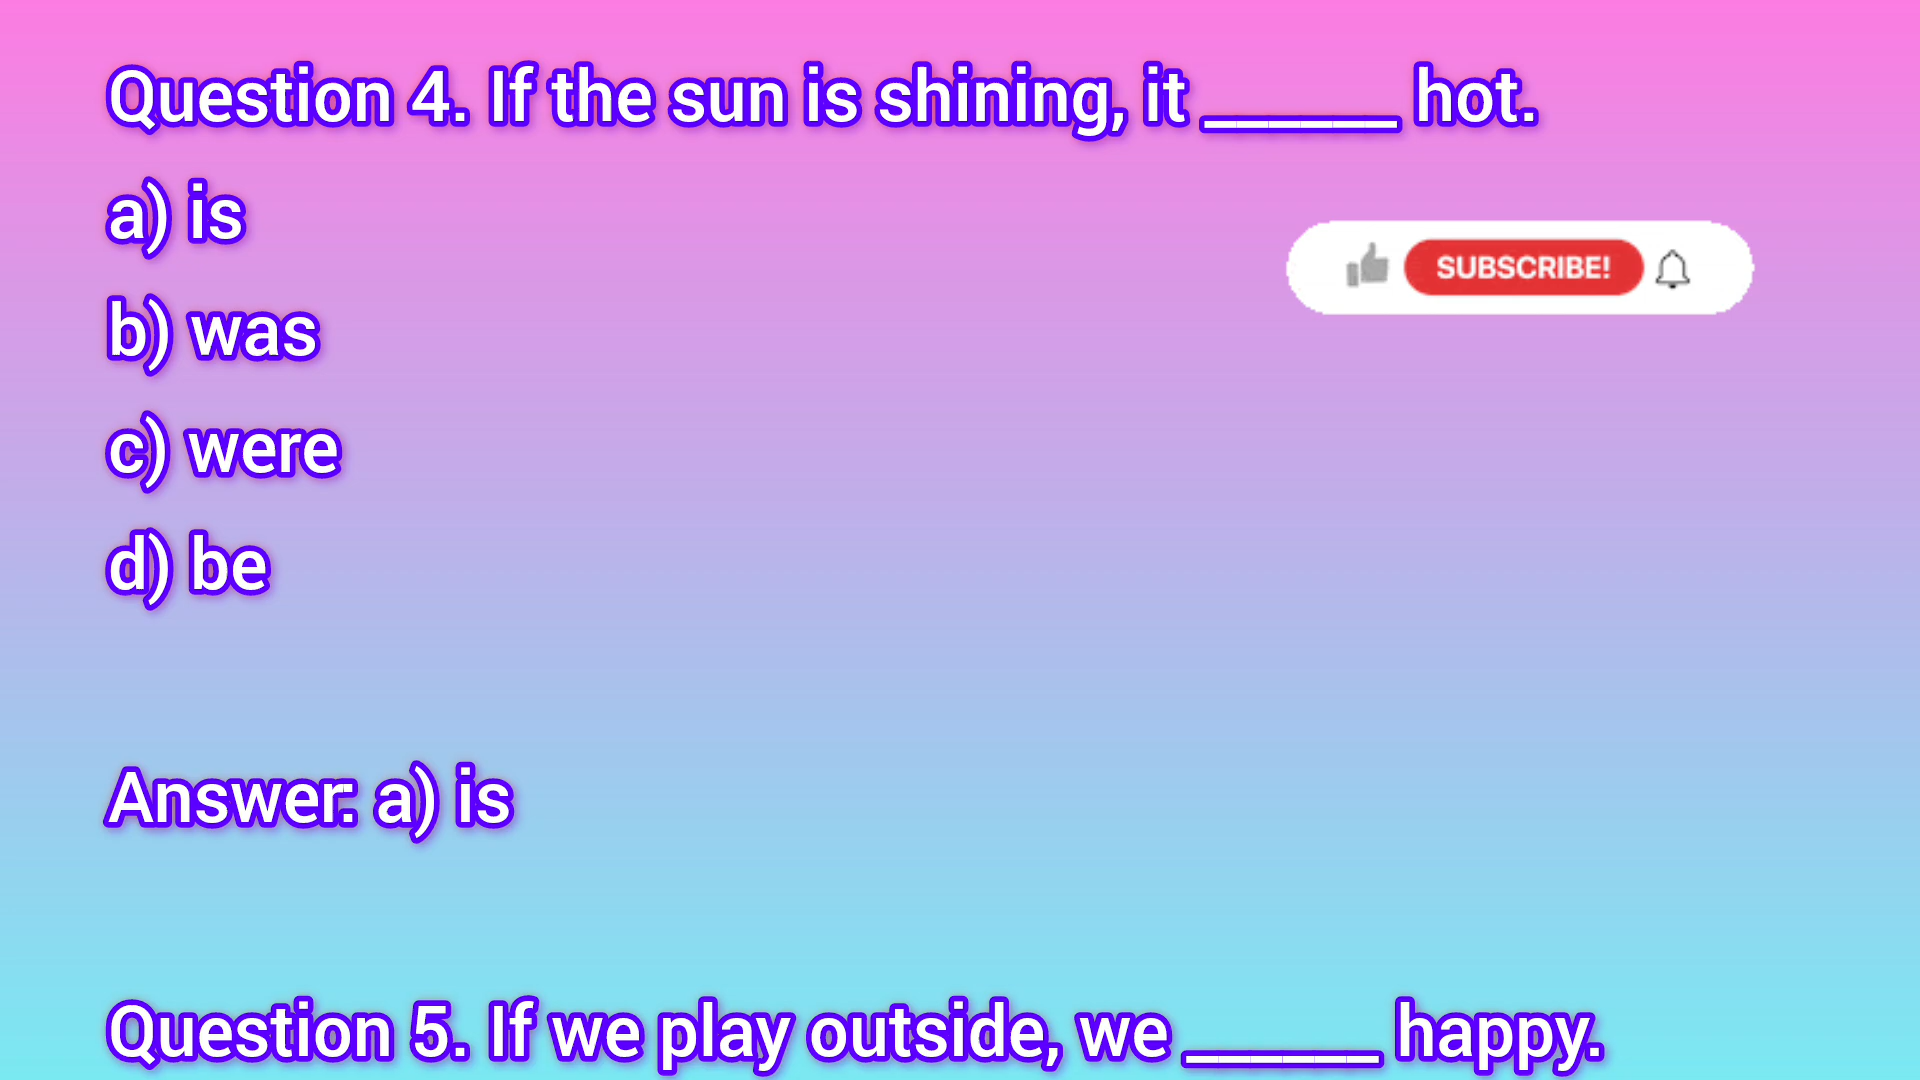 Question 4. If the sun is shining, it ______ hot.
a) is
SUBSCRIBE!
b) was
c) were
d) be
Answer: a) is
Question 5. If we play outside, we ______ happy.